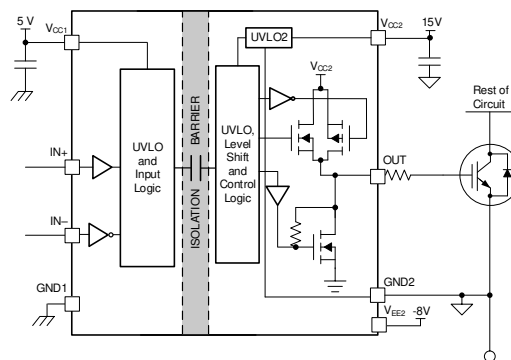 5 V
VCC1
UVLO2
VCC2
15V
VCC2
Rest of
Circuit
UVLO
and
Input
Logic
ISOLATION BARRIER
UVLO,
Level
Shift
and
Control
Logic
IN+
OUT
IN–
GND1
GND2
VEE2
-8V